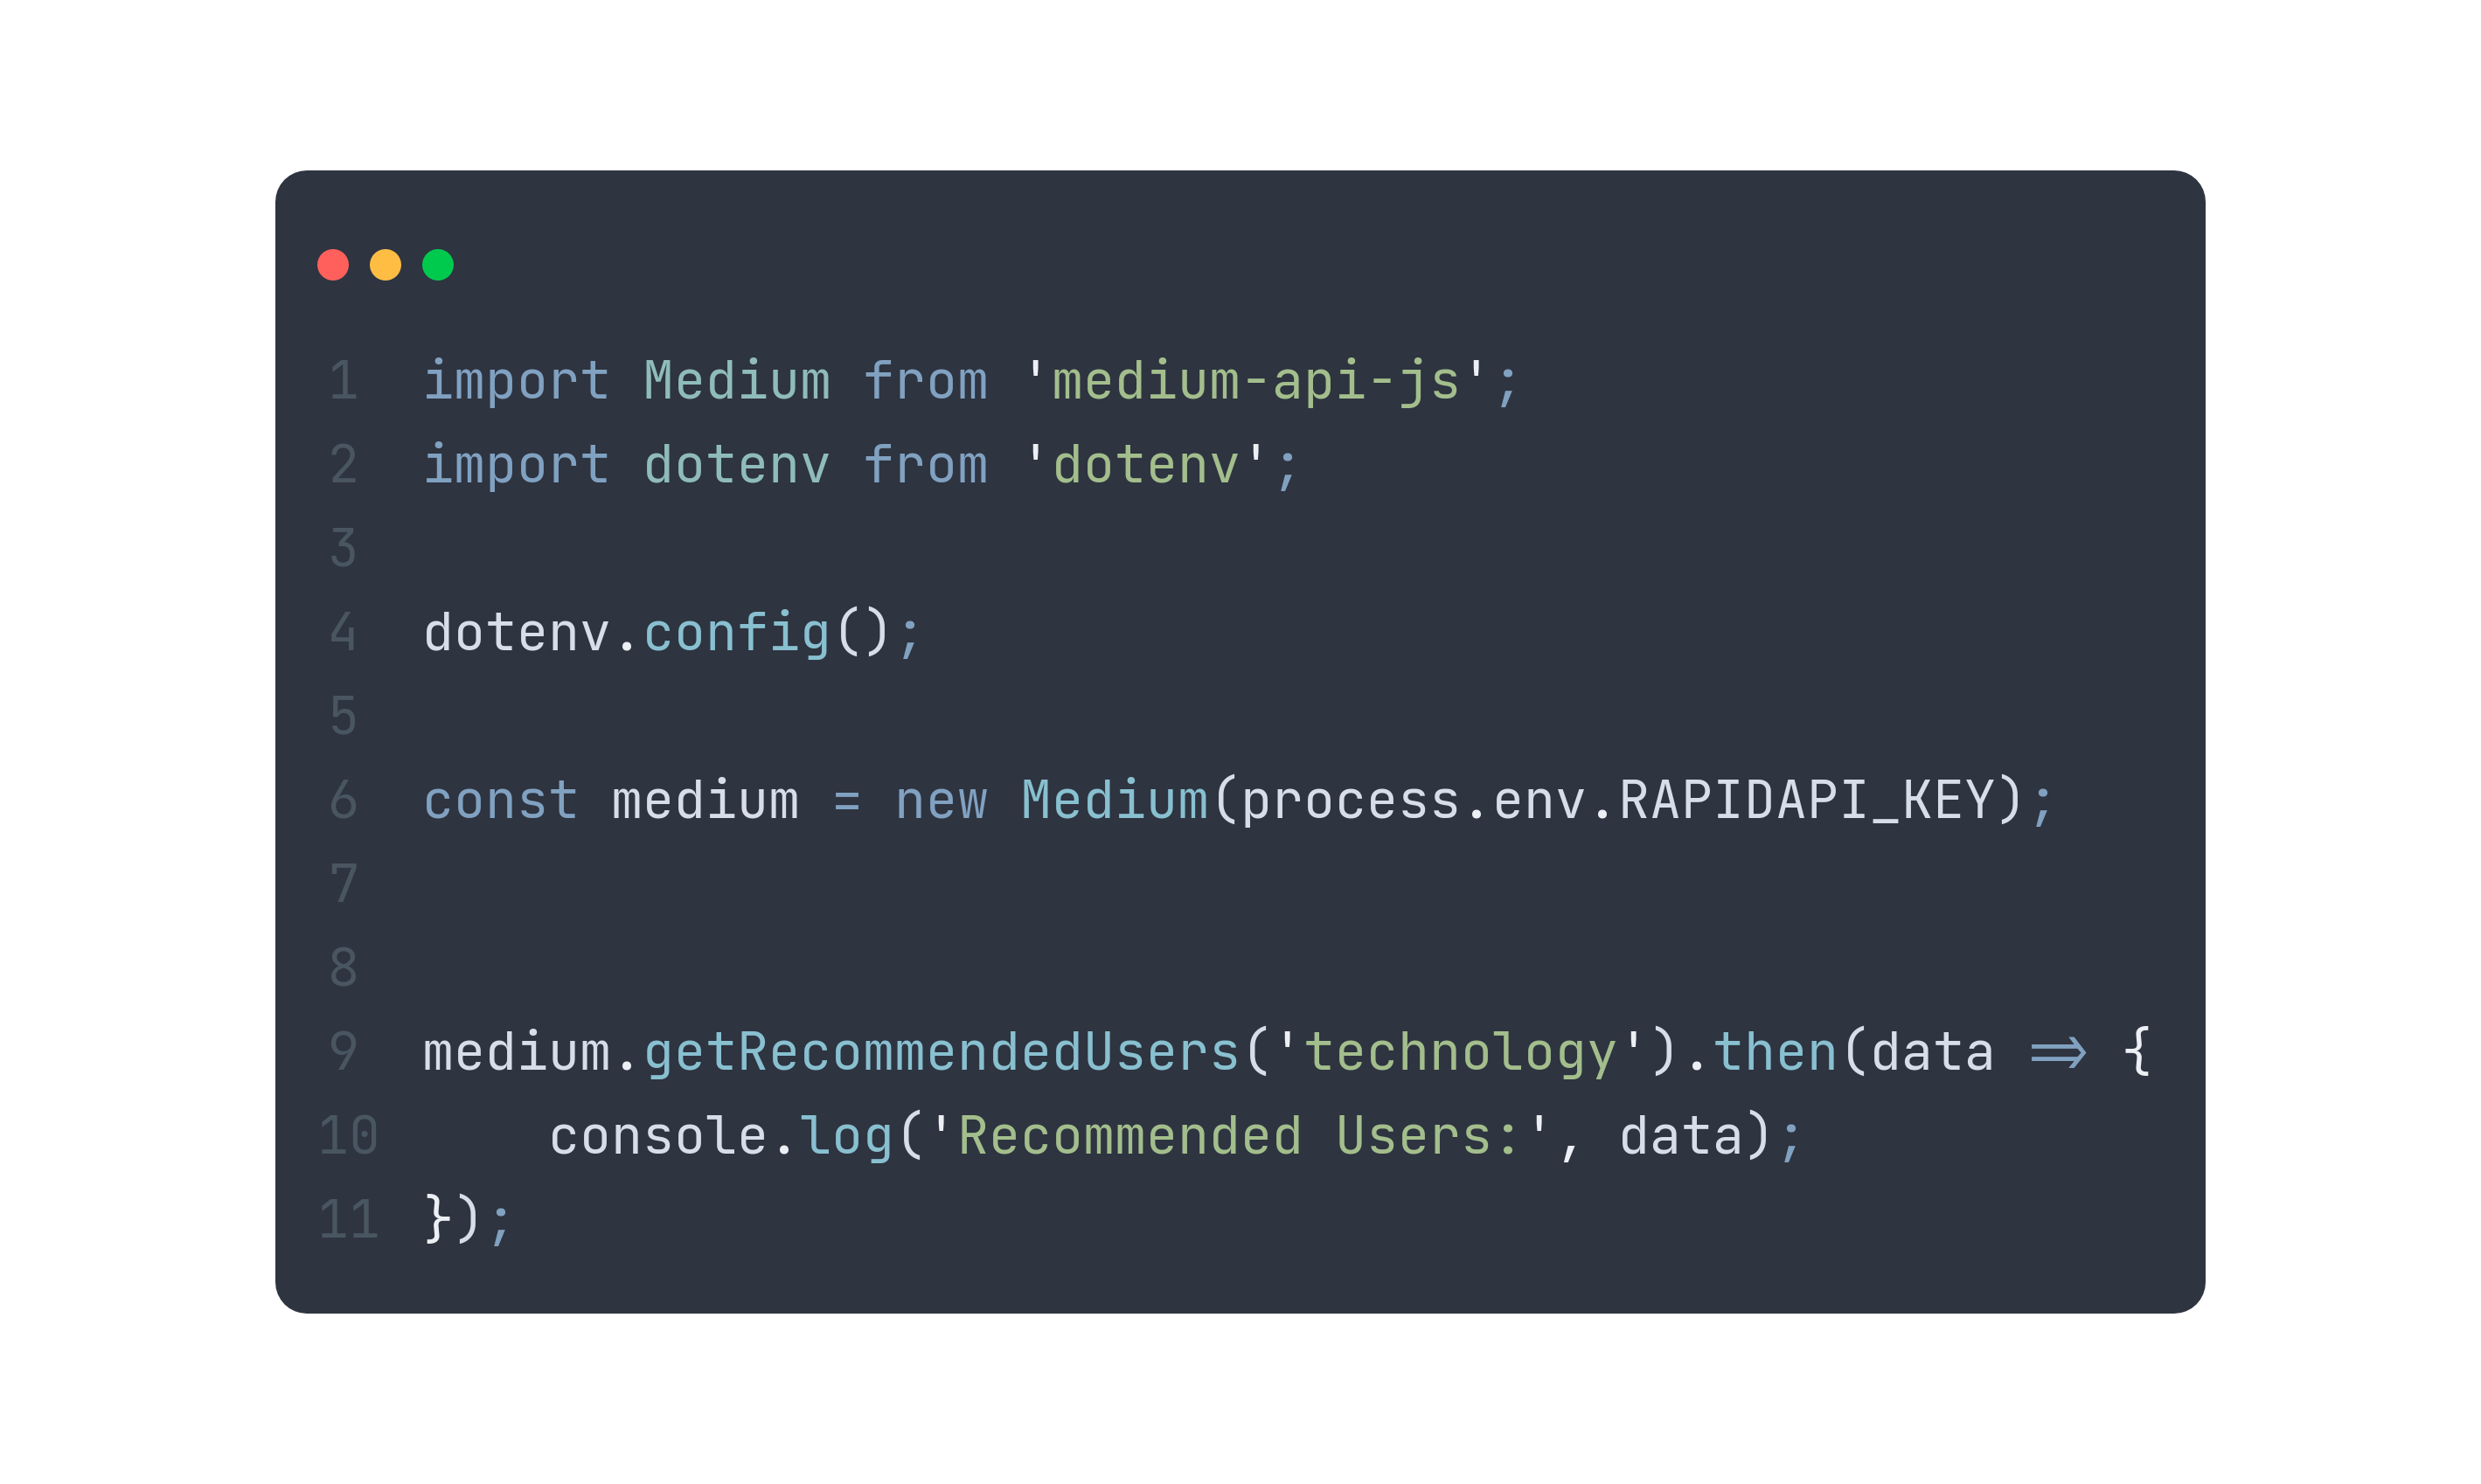 1 import Medium from 'medium-api-js';
2 import dotenv from 'dotenv';
3
4 dotenv.config();
5
6 const medium = new Medium(process.env.RAPIDAPI_KEY);
7
8
9 medium.getRecommendedUsers('technology').then(data => {
10     console.log('Recommended Users:', data);
11 });